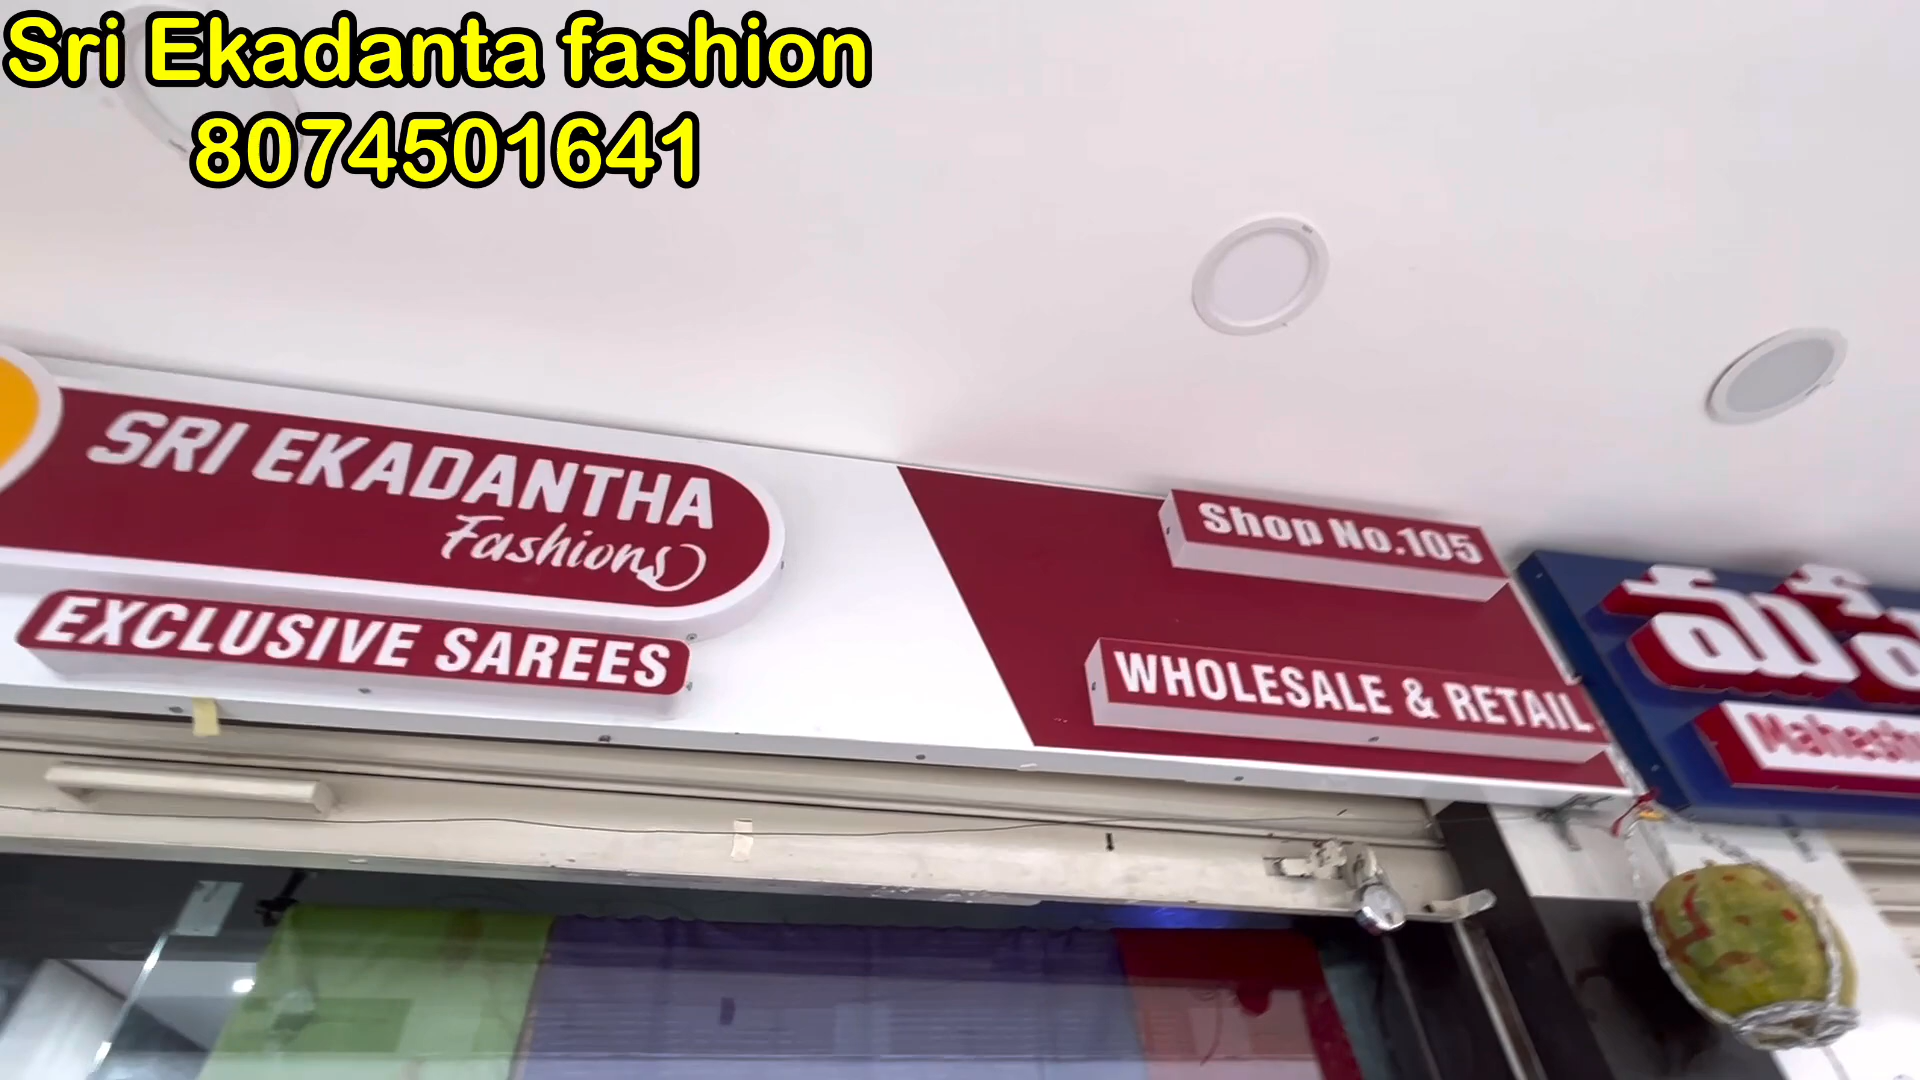 Sri Ekadanta fashion
8074501641
SRI EKADANTHA
Fashions
EXCLUSIVE SAREES
Shop No.105
WHOLESALE & RETAIL